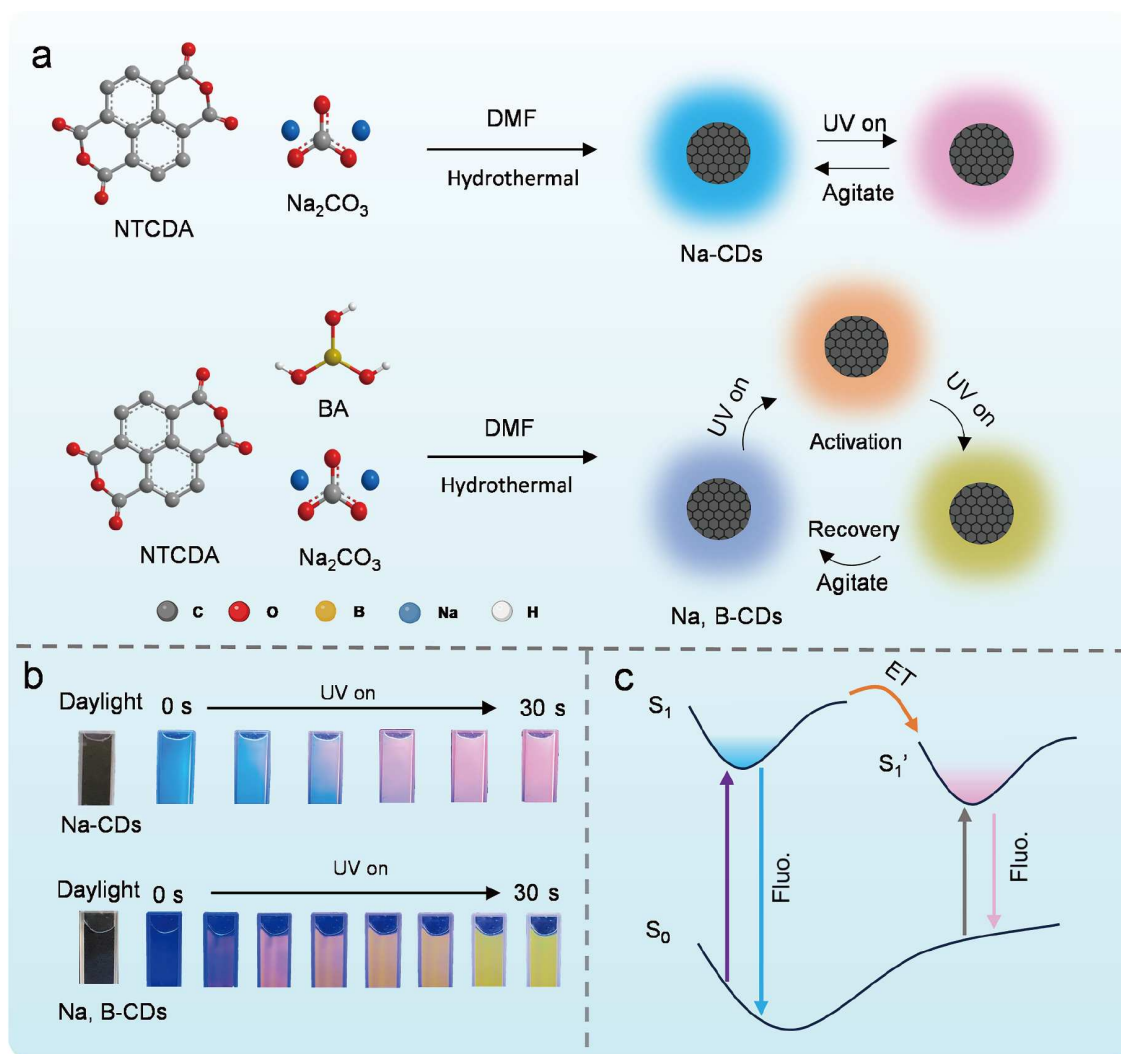 a
NTCDA
Na₂CO₃
DMF
Hydrothermal
Na-CDs
UV on
Agitate
NTCDA
BA
Na₂CO₃
DMF
Hydrothermal
UV on
Activation
UV on
Recovery
Agitate
Na, B-CDs
C
O
B
Na
H
b
Daylight
0 s
UV on
30 s
Na-CDs
Daylight
0 s
UV on
30 s
Na, B-CDs
c
S₁
ET
S₁’
Fluo.
Fluo.
S₀